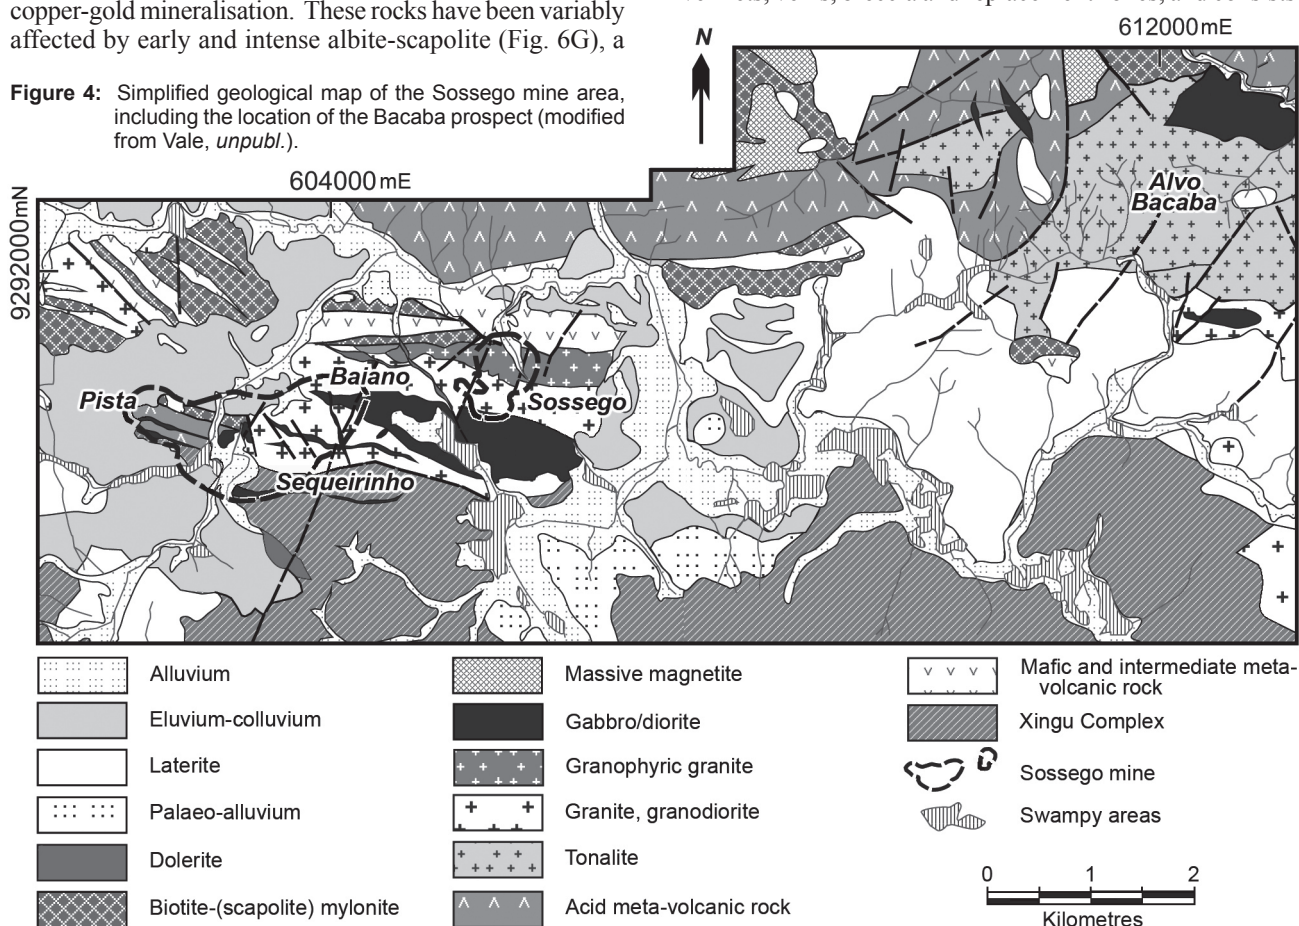 copper-gold mineralisation. These rocks have been variably
affected by early and intense albite-scapolite (Fig. 6G), a
Figure 4: Simplified geological map of the Sossego mine area,
including the location of the Bacaba prospect (modified
from Vale, unpubl.).
N
612000mE
604000mE
9292000mN
Alvo
Bacaba
Pista
Baiano
Sossego
Sequeirinho
Alluvium
Eluvium-colluvium
Laterite
Palaeo-alluvium
Dolerite
Biotite-(scapolite) mylonite
Massive magnetite
Gabbro/diorite
Granophyric granite
Granite, granodiorite
Tonalite
Acid meta-volcanic rock
Mafic and intermediate meta-
volcanic rock
Xingu Complex
Sossego mine
Swampy areas
0 1 2
Kilometres